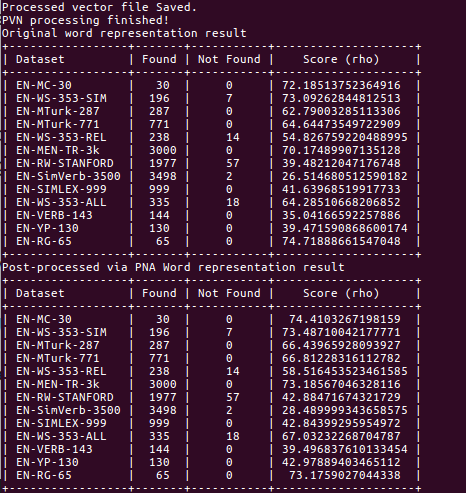 Processed vector file Saved.
PVN processing finished!
Original word representation result
+------------------+-------+-----------+--------------------+
| Dataset | Found | Not Found | Score (rho) |
+------------------+-------+-----------+--------------------+
| EN-MC-30 | 30 | 0 | 72.18513752364916 |
| EN-WS-353-SIM | 196 | 7 | 73.09262844812513 |
| EN-MTurk-287 | 287 | 0 | 62.79003285113306 |
| EN-MTurk-771 | 771 | 0 | 64.64473549722909 |
| EN-WS-353-REL | 238 | 14 | 54.826759220488995 |
| EN-MEN-TR-3k | 3000 | 0 | 70.17489907135128 |
| EN-RW-STANFORD | 1977 | 57 | 39.48212047176748 |
| EN-SimVerb-3500 | 3498 | 2 | 26.514680512590182 |
| EN-SIMLEX-999 | 999 | 0 | 41.63968519917733 |
| EN-WS-353-ALL | 335 | 18 | 64.28510668206852 |
| EN-VERB-143 | 144 | 0 | 35.04166592257886 |
| EN-YP-130 | 130 | 0 | 39.471590868600174 |
| EN-RG-65 | 65 | 0 | 74.71888661547048 |
+------------------+-------+-----------+--------------------+
Post-processed via PNA Word representation result
+------------------+-------+-----------+--------------------+
| Dataset | Found | Not Found | Score (rho) |
+------------------+-------+-----------+--------------------+
| EN-MC-30 | 30 | 0 | 74.4103267198159 |
| EN-WS-353-SIM | 196 | 7 | 73.48710042177771 |
| EN-MTurk-287 | 287 | 0 | 66.43965928093927 |
| EN-MTurk-771 | 771 | 0 | 66.81228316112782 |
| EN-WS-353-REL | 238 | 14 | 58.516453523461585 |
| EN-MEN-TR-3k | 3000 | 0 | 73.18567046328116 |
| EN-RW-STANFORD | 1977 | 57 | 42.88471674321729 |
| EN-SimVerb-3500 | 3498 | 2 | 28.489999343658575 |
| EN-SIMLEX-999 | 999 | 0 | 42.84399295954972 |
| EN-WS-353-ALL | 335 | 18 | 67.03232268704787 |
| EN-VERB-143 | 144 | 0 | 39.496837610133454 |
| EN-YP-130 | 130 | 0 | 42.97889403465112 |
| EN-RG-65 | 65 | 0 | 73.1759027044338 |
+------------------+-------+-----------+--------------------+